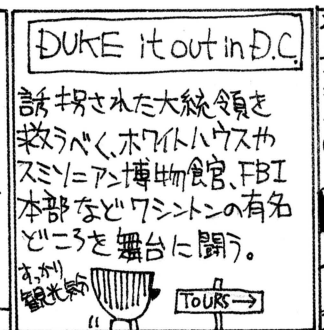 DUKE it out in D.C.
誘拐された大統領を
救うべく、ホワイトハウスや
スミソニアン博物館、FBI
本部などワシントンの有名
どころを舞台に闘う。
すっかり
観光気分
TOURS→